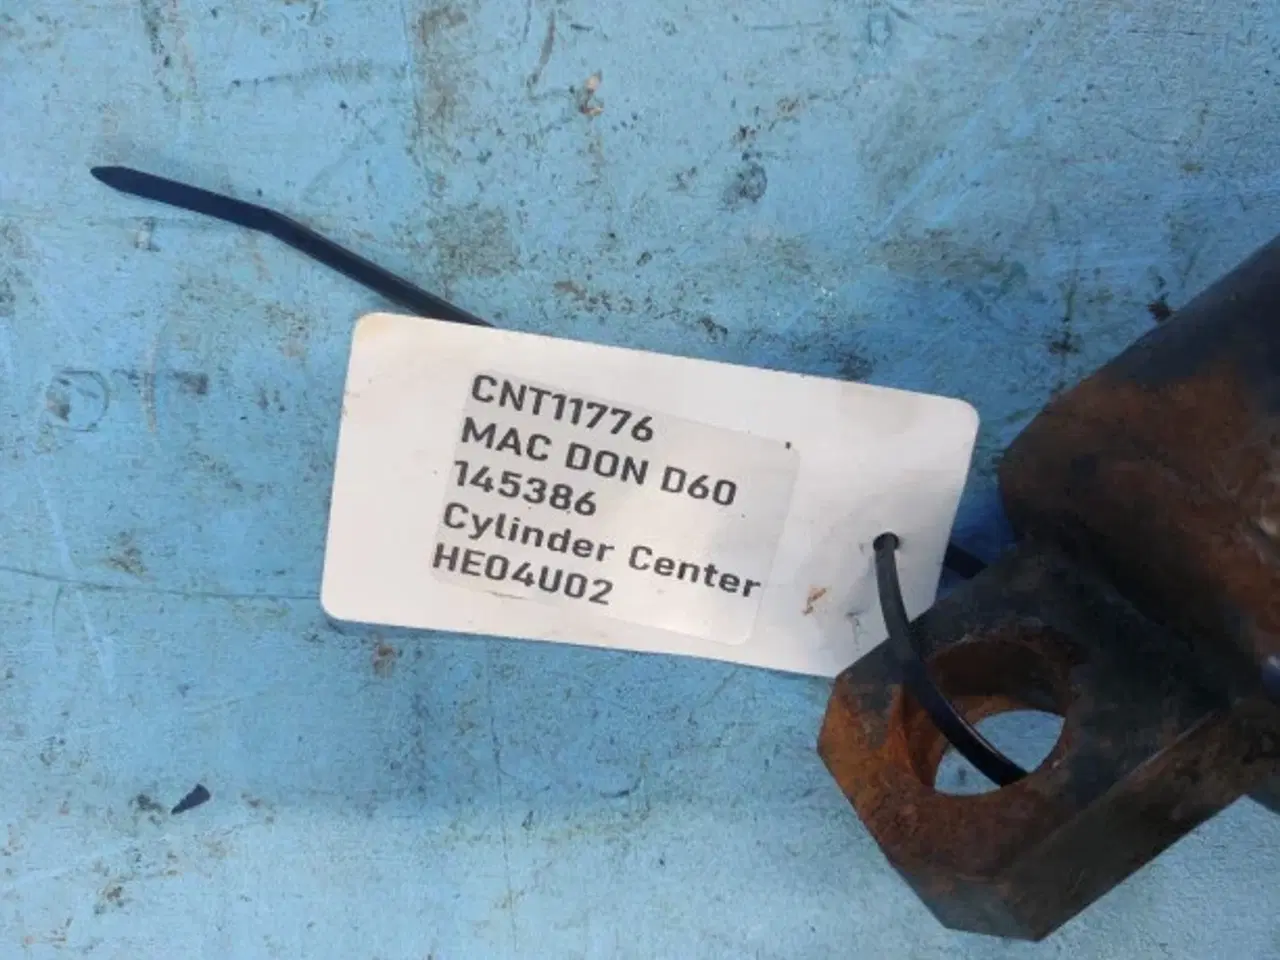 CNT11776
MAC DON D60
145386
Cylinder Center
HE04U02